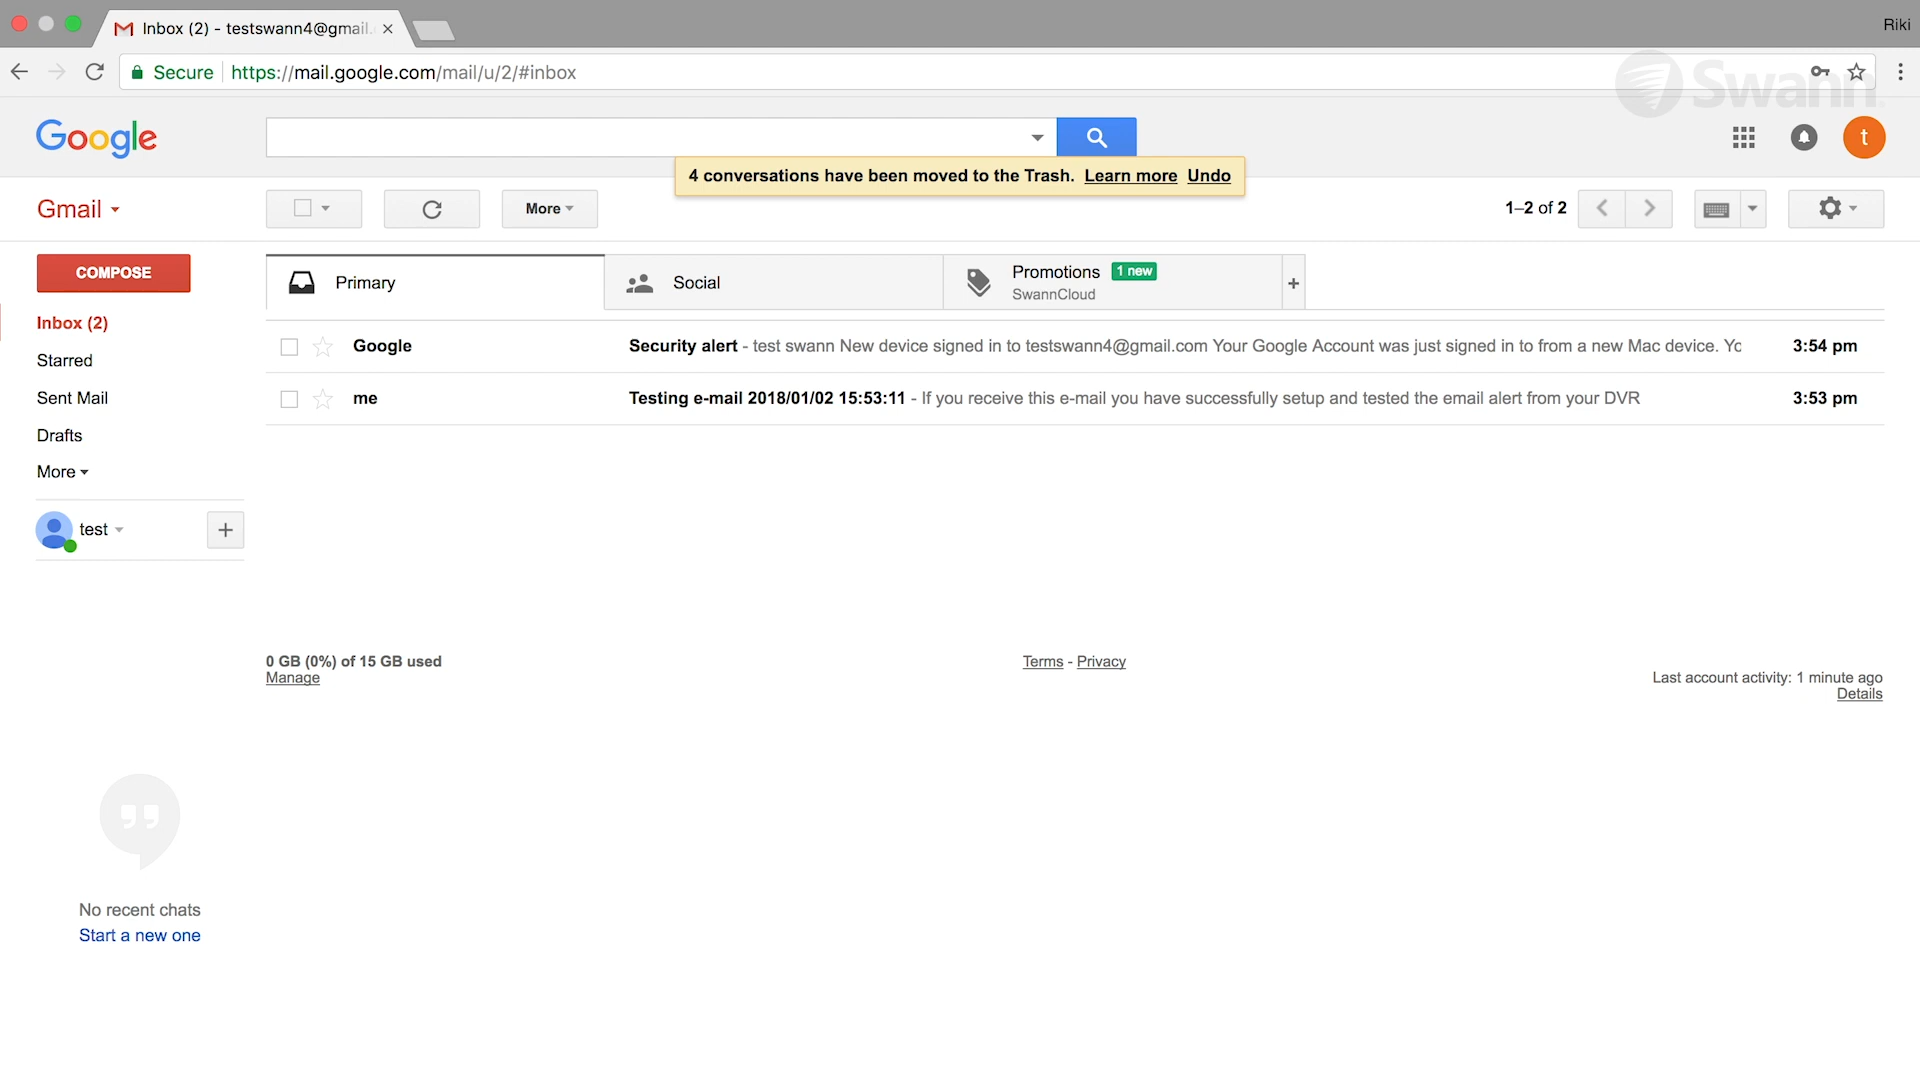 Inbox (2) - testswann4@gmail.
Riki
Secure
https://mail.google.com/mail/u/2/#inbox
Swann
Google
t
4 conversations have been moved to the Trash. Learn more Undo
Gmail
More
1–2 of 2
COMPOSE
Primary
Social
Promotions
1 new
SwannCloud
Inbox (2)
Starred
Sent Mail
Drafts
More
test
Google
Security alert - test swann New device signed in to testswann4@gmail.com Your Google Account was just signed in to from a new Mac device. Yo
3:54 pm
me
Testing e-mail 2018/01/02 15:53:11 - If you receive this e-mail you have successfully setup and tested the email alert from your DVR
3:53 pm
0 GB (0%) of 15 GB used
Manage
Terms - Privacy
Last account activity: 1 minute ago
Details
No recent chats
Start a new one